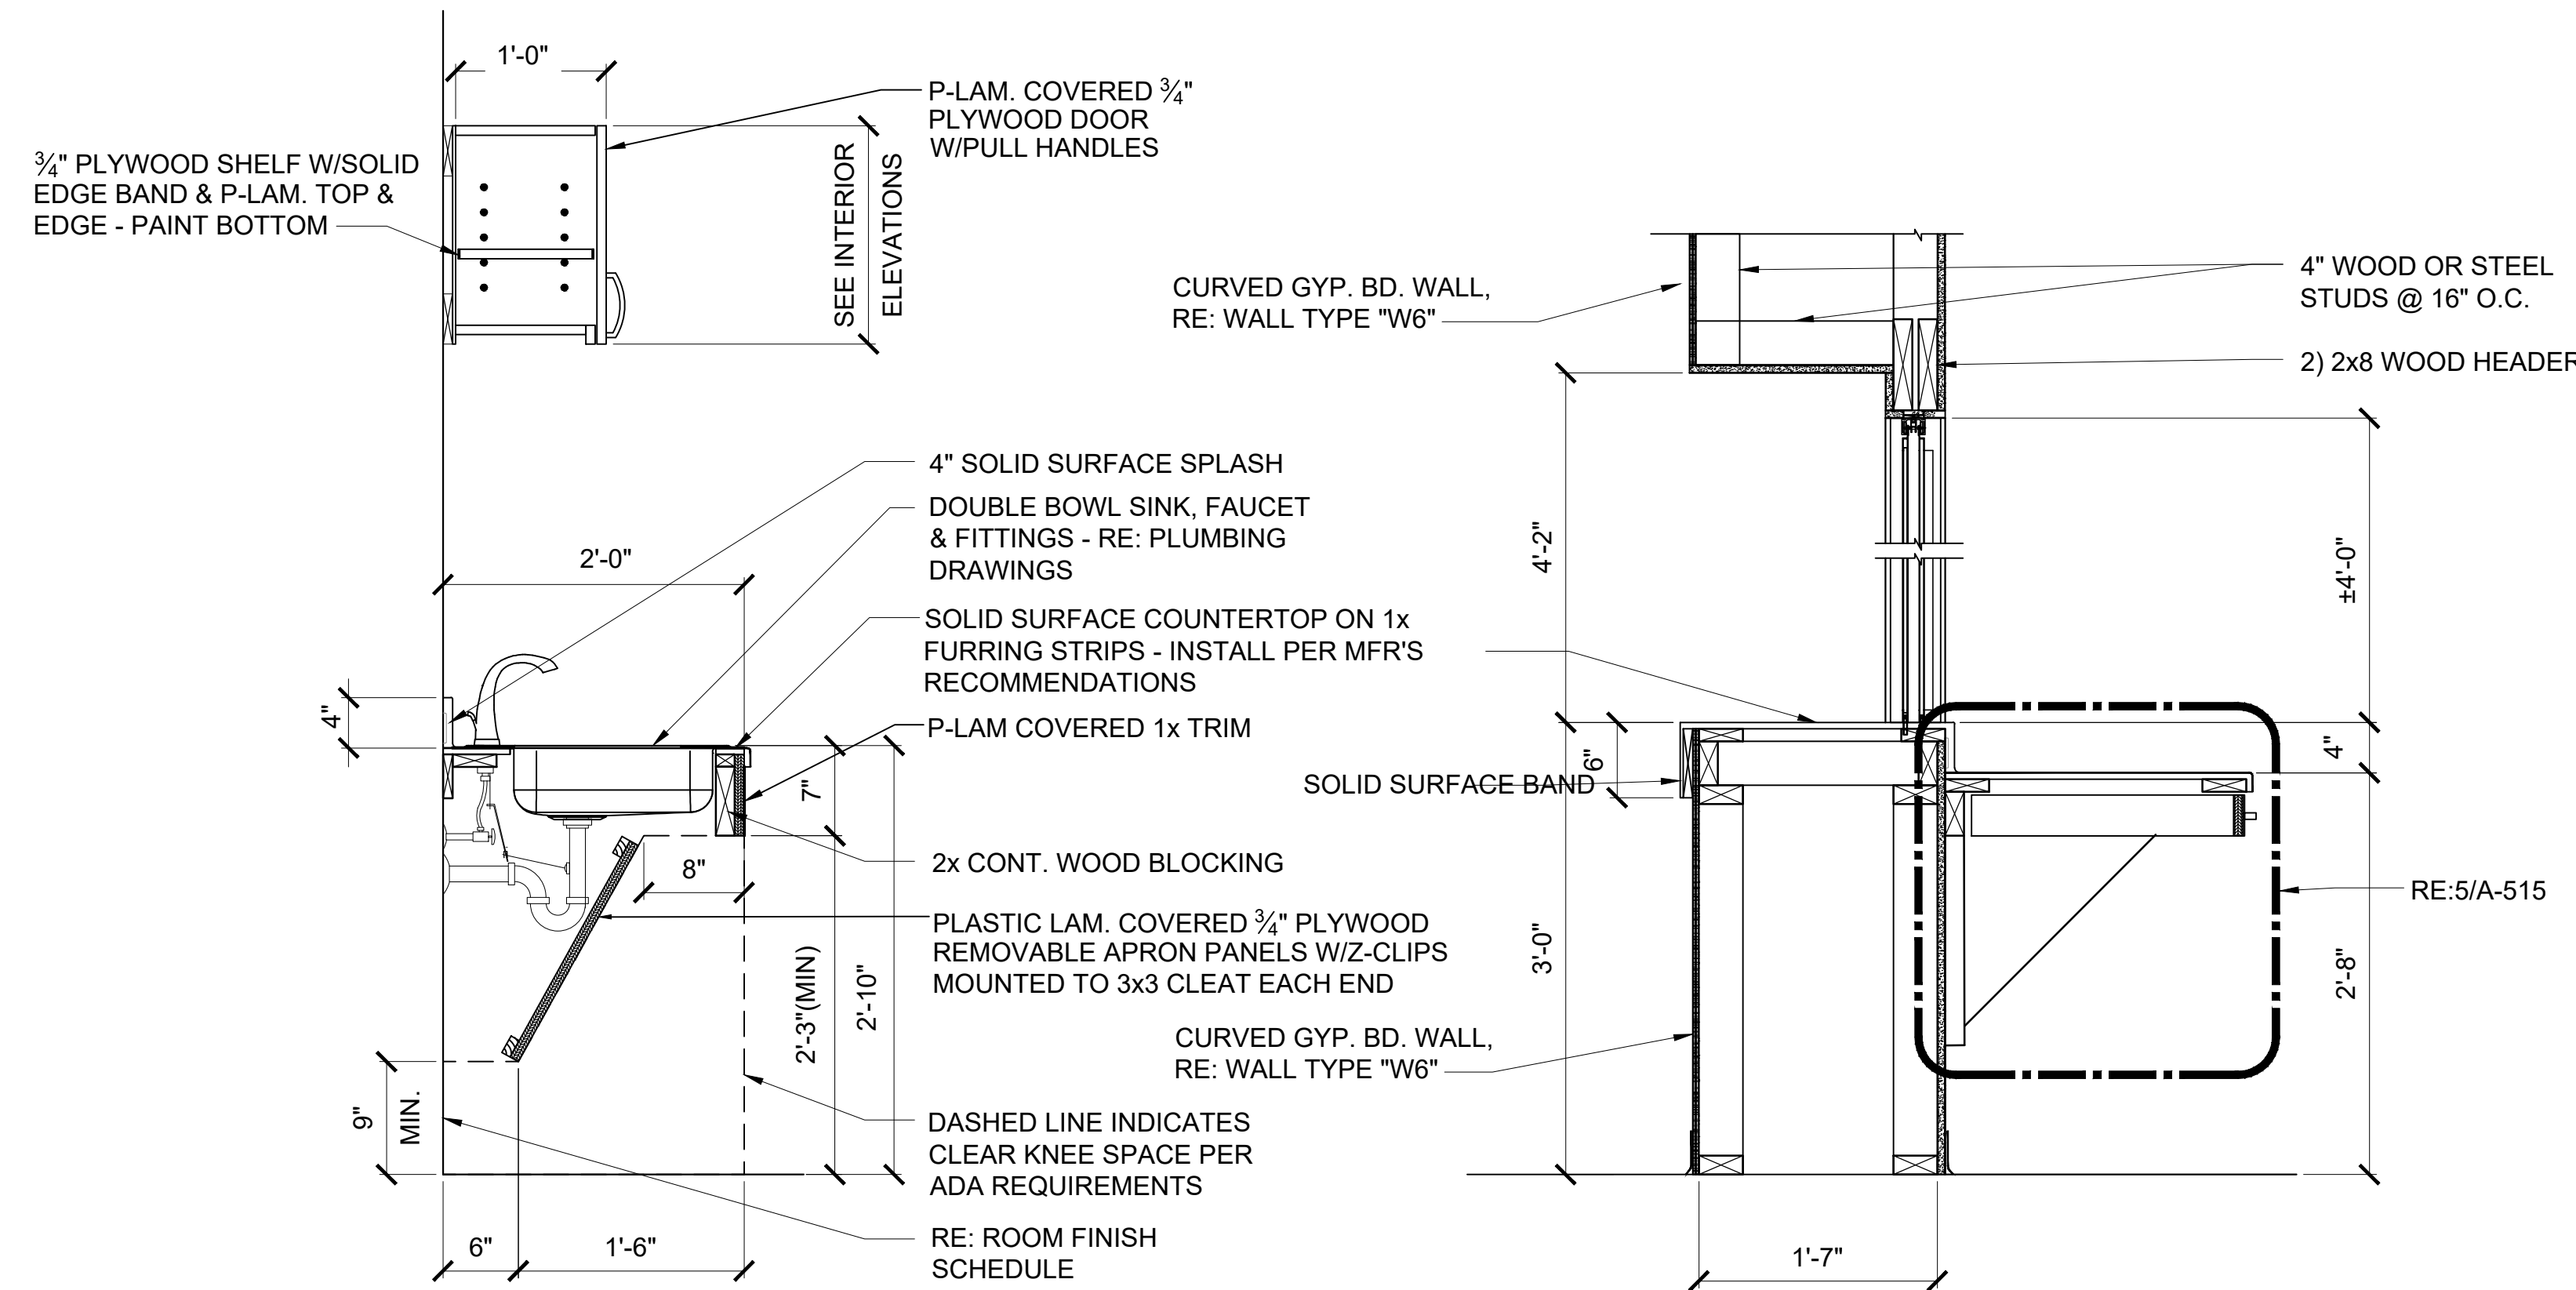 1'-0"
P-LAM. COVERED ¾"
PLYWOOD DOOR
W/PULL HANDLES
¾" PLYWOOD SHELF W/SOLID
EDGE BAND & P-LAM. TOP &
EDGE - PAINT BOTTOM
SEE INTERIOR
ELEVATIONS
4" SOLID SURFACE SPLASH
DOUBLE BOWL SINK, FAUCET
& FITTINGS - RE: PLUMBING
DRAWINGS
2'-0"
SOLID SURFACE COUNTERTOP ON 1x
FURRING STRIPS - INSTALL PER MFR'S
RECOMMENDATIONS
4"
P-LAM COVERED 1x TRIM
7"
2x CONT. WOOD BLOCKING
8"
PLASTIC LAM. COVERED ¾" PLYWOOD
REMOVABLE APRON PANELS W/Z-CLIPS
MOUNTED TO 3x3 CLEAT EACH END
2'-3"(MIN)
2'-10"
9"
MIN.
DASHED LINE INDICATES
CLEAR KNEE SPACE PER
ADA REQUIREMENTS
RE: ROOM FINISH
SCHEDULE
6"
1'-6"
CURVED GYP. BD. WALL,
RE: WALL TYPE "W6"
4" WOOD OR STEEL
STUDS @ 16" O.C.
2) 2x8 WOOD HEADER
4'-2"
±4'-0"
6"
SOLID SURFACE BAND
4"
RE:5/A-515
3'-0"
2'-8"
CURVED GYP. BD. WALL,
RE: WALL TYPE "W6"
1'-7"